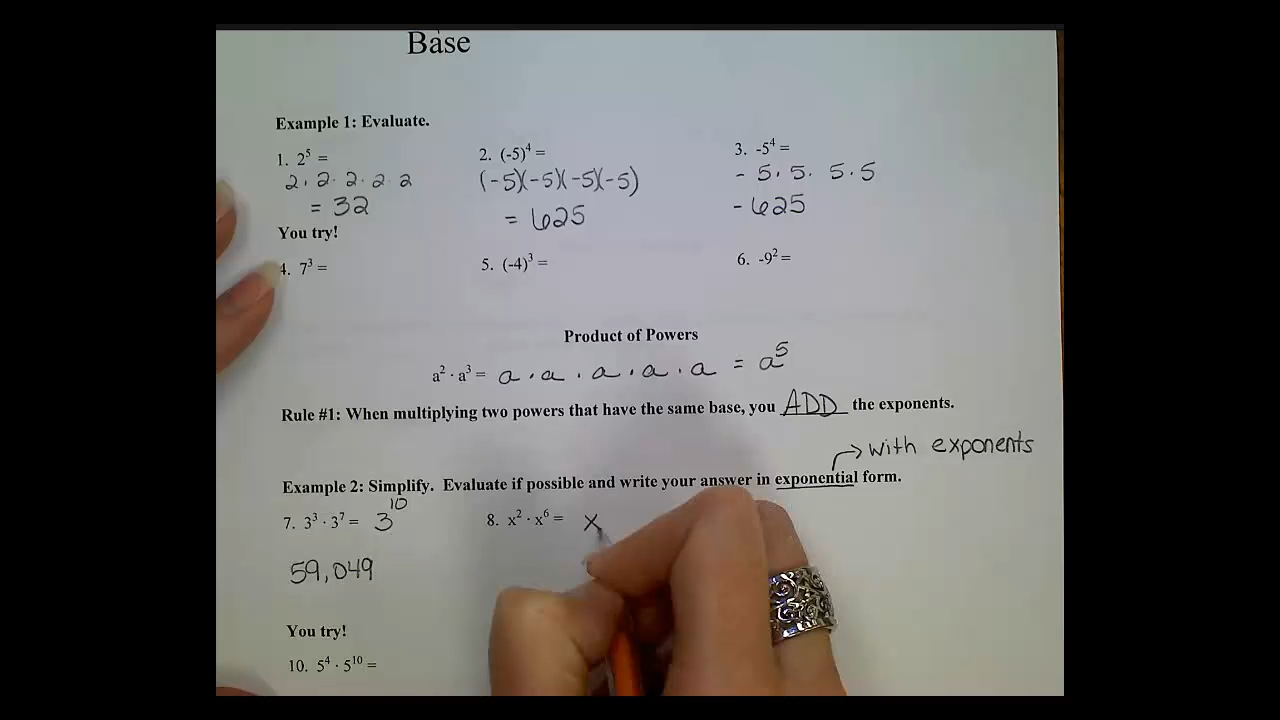 Base
Example 1: Evaluate.
1. 2⁵ = 2. (-5)⁴ = 3. -5⁴ =
2 · 2 · 2 · 2 · 2 (-5)(-5)(-5)(-5) - 5 · 5 · 5 · 5
= 32 = 625 - 625
You try!
4. 7³ = 5. (-4)³ = 6. -9² =
Product of Powers
a² · a³ = a · a · a · a · a = a⁵
Rule #1: When multiplying two powers that have the same base, you ADD the exponents.
→ with exponents
Example 2: Simplify. Evaluate if possible and write your answer in exponential form.
7. 3³ · 3⁷ = 3¹⁰ 8. x² · x⁶ = x
59,049
You try!
10. 5⁴ · 5¹⁰ =